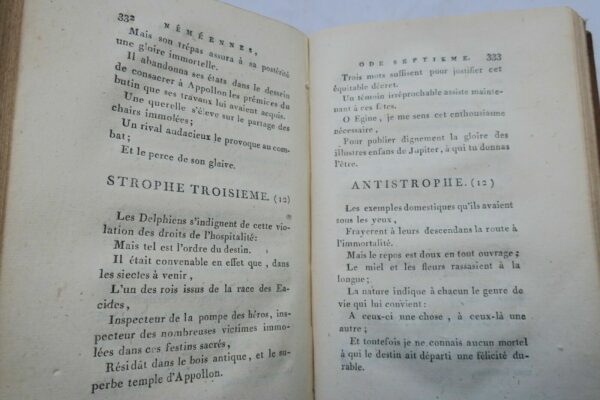 332
NÉMÉENNES,
Mais son trépas assura à sa postérité
une gloire immortelle.
Il abandonna ses états dans le dessein
de consacrer à Appollon les prémices du
butin que ses travaux lui avaient acquis.
Une querelle s'élève sur le partage des
chairs immolées;
Un rival audacieux le provoque au com-
bat;
Et le perce de son glaive.
STROPHE TROISIEME. (12)
Les Delphiens s'indignent de cette vio-
lation des droits de l'hospitalité:
Mais tel est l'ordre du destin.
Il était convenable en effet que, dans
les siecles à venir,
L'un des rois issus de la race des Ea-
cides,
Inspecteur de la pompe des héros, ins-
pecteur des nombreuses victimes immo-
lées dans ces festins sacrés,
Résidât dans le bois antique, et le su-
perbe temple d'Appollon.
ODE SEPTIEME. 333
Trois mots suffisent pour justifier cet
équitable décret.
Un témoin irréprochable assiste mainte-
nant à ces fêtes.
O Egine, je me sens cet enthousiasme
nécessaire,
Pour publier dignement la gloire des
illustres enfans de Jupiter, à qui tu donnas
l'être.
ANTISTROPHE. (12)
Les exemples domestiques qu'ils avaient
sous les yeux,
Frayerent à leurs descendans la route à
l'immortalité.
Mais le repos est doux en tout ouvrage;
Le miel et les fleurs rassasient à la
longue;
La nature indique à chacun le genre de
vie qui lui convient:
A ceux-ci une chose, à ceux-là une
autre;
Et toutefois je ne connais aucun mortel
à qui le destin ait départi une félicité du-
rable.